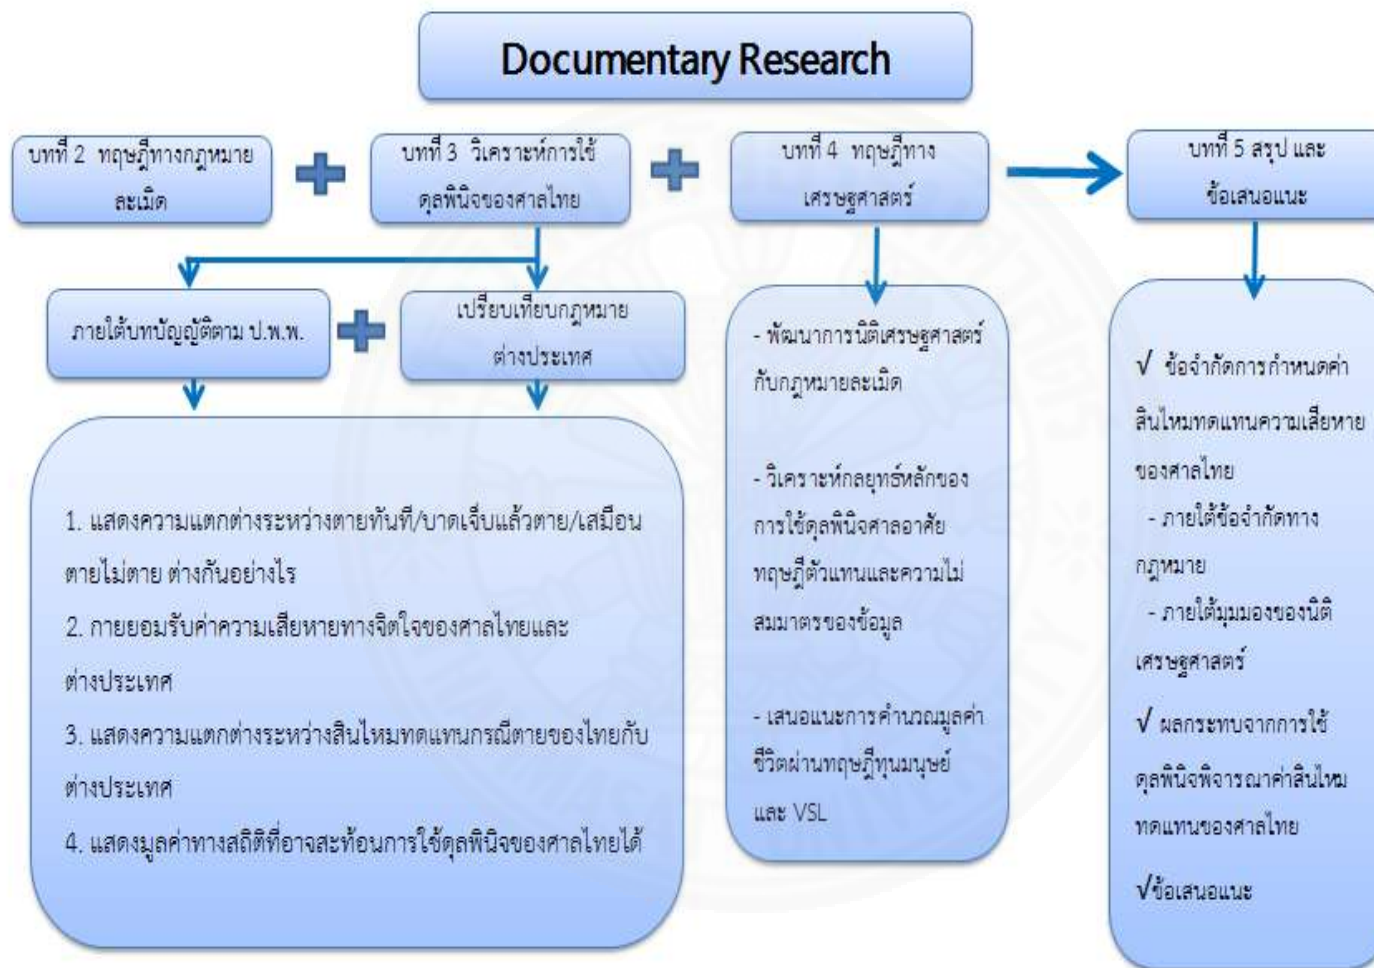 Documentary Research
บทที่ 2 ทฤษฎีทางกฎหมาย
ละเมิด
บทที่ 3 วิเคราะห์การใช้
ดุลพินิจของศาลไทย
บทที่ 4 ทฤษฎีทาง
เศรษฐศาสตร์
บทที่ 5 สรุป และ
ข้อเสนอแนะ
ภายใต้บทบัญญัติตาม ป.พ.พ.
เปรียบเทียบกฎหมาย
ต่างประเทศ
1. แสดงความแตกต่างระหว่างตายทันที/บาดเจ็บแล้วตาย/เสมือน
ตายไม่ตาย ต่างกันอย่างไร
2. กายยอมรับค่าความเสียหายทางจิตใจของศาลไทยและ
ต่างประเทศ
3. แสดงความแตกต่างระหว่างสินไหมทดแทนกรณีตายของไทยกับ
ต่างประเทศ
4. แสดงมูลค่าทางสถิติที่อาจสะท้อนการใช้ดุลพินิจของศาลไทยได้
- พัฒนาการนิติเศรษฐศาสตร์
กับกฎหมายละเมิด
- วิเคราะห์กลยุทธ์หลักของ
การใช้ดุลพินิจศาลอาศัย
ทฤษฎีตัวแทนและความไม่
สมมาตรของข้อมูล
- เสนอแนะการคำนวณมูลค่า
ชีวิตผ่านทฤษฎีทุนมนุษย์
และ VSL
√ ข้อจำกัดการกำหนดค่า
สินไหมทดแทนความเสียหาย
ของศาลไทย
- ภายใต้ข้อจำกัดทาง
กฎหมาย
- ภายใต้มุมมองของนิติ
เศรษฐศาสตร์
√ ผลกระทบจากการใช้
ดุลพินิจพิจารณาค่าสินไหม
ทดแทนของศาลไทย
√ข้อเสนอแนะ